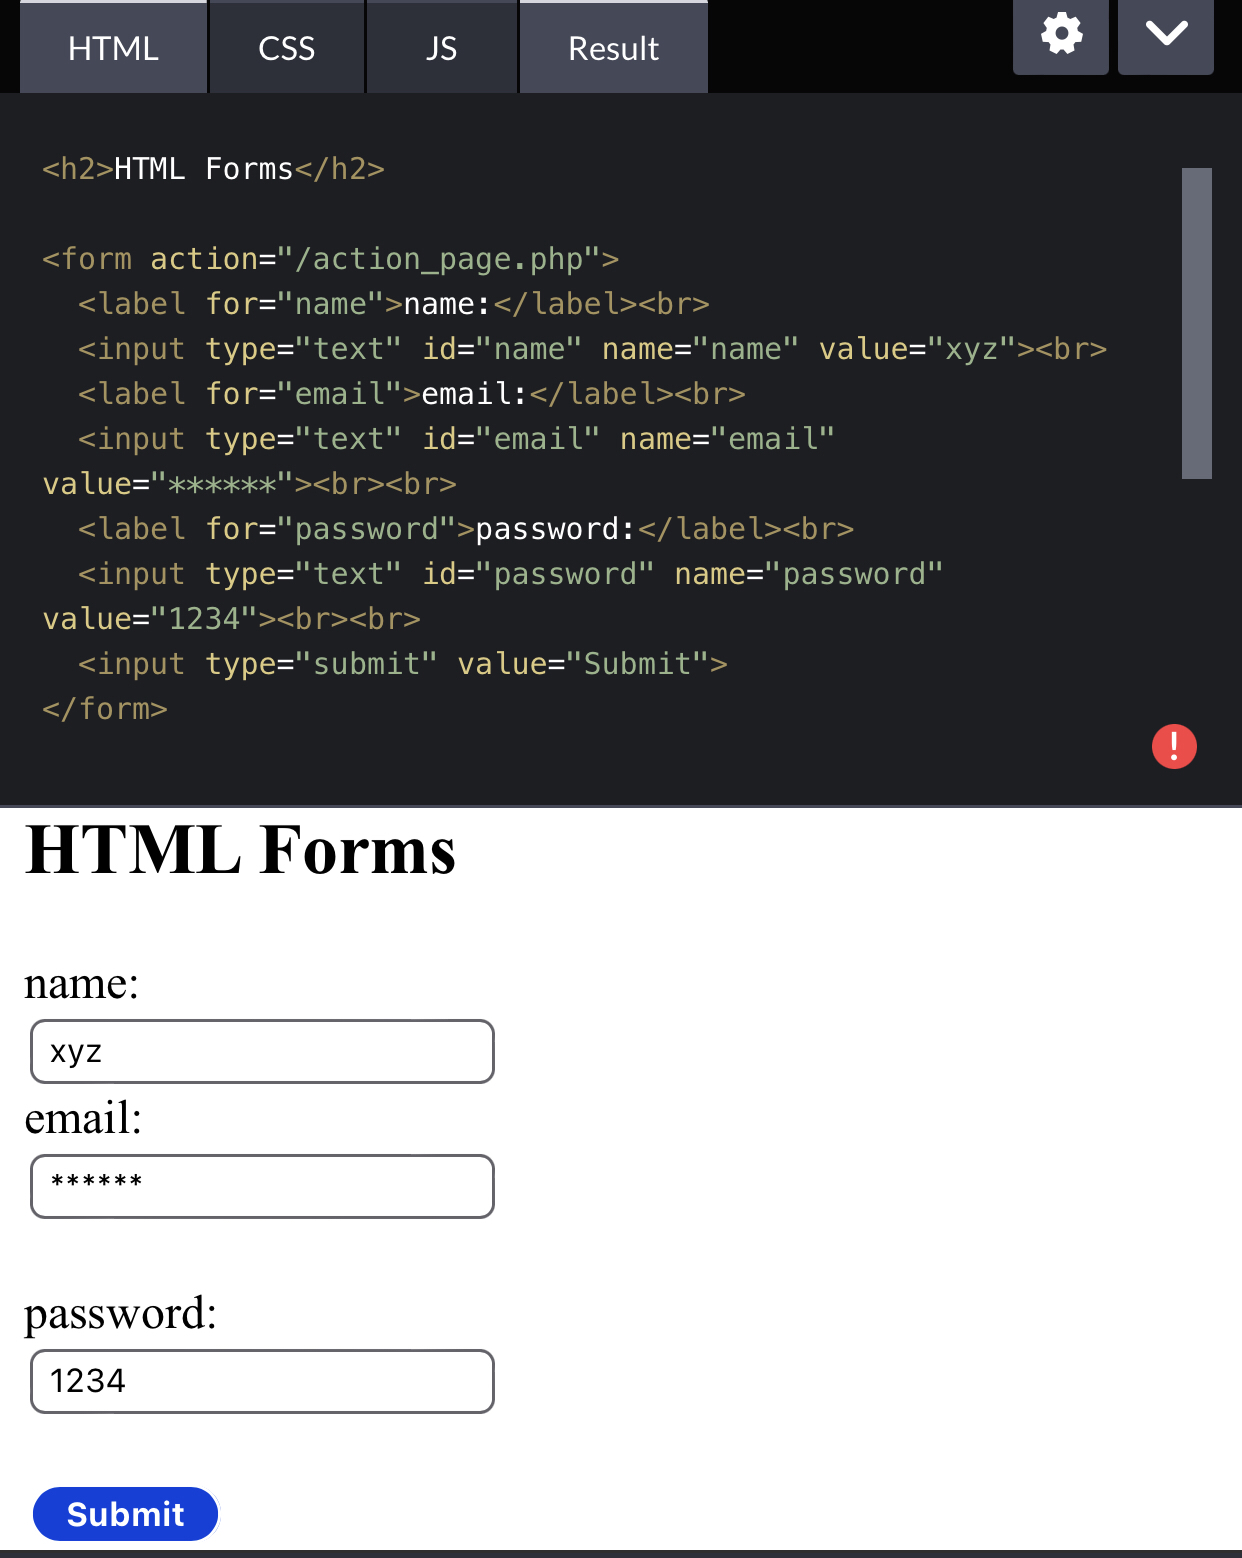 HTML CSS JS Result
<h2>HTML Forms</h2>
<form action="/action_page.php">
  <label for="name">name:</label><br>
  <input type="text" id="name" name="name" value="xyz"><br>
  <label for="email">email:</label><br>
  <input type="text" id="email" name="email"
value="******"><br><br>
  <label for="password">password:</label><br>
  <input type="text" id="password" name="password"
value="1234"><br><br>
  <input type="submit" value="Submit">
</form>
!
HTML Forms
name:
xyz
email:
******
password:
1234
Submit